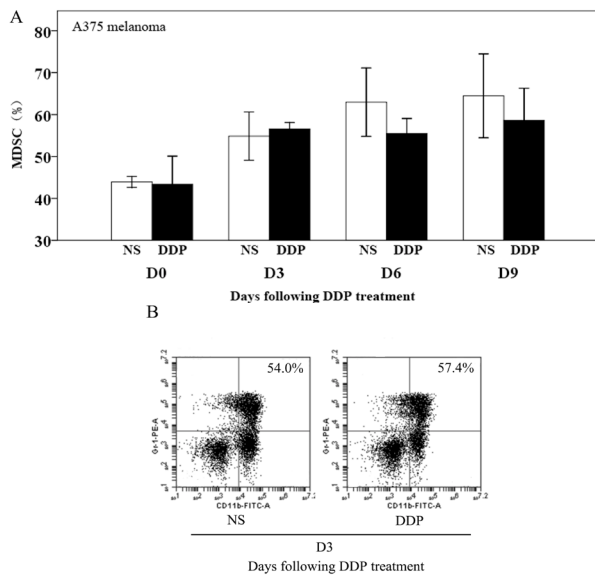 A
A375 melanoma
MDSC (%)
80
70
60
50
40
30
NS DDP NS DDP NS DDP NS DDP
D0 D3 D6 D9
Days following DDP treatment
B
54.0% 57.4%
Gr-1-PE-A Gr-1-PE-A
CD11b-FITC-A CD11b-FITC-A
NS DDP
D3
Days following DDP treatment